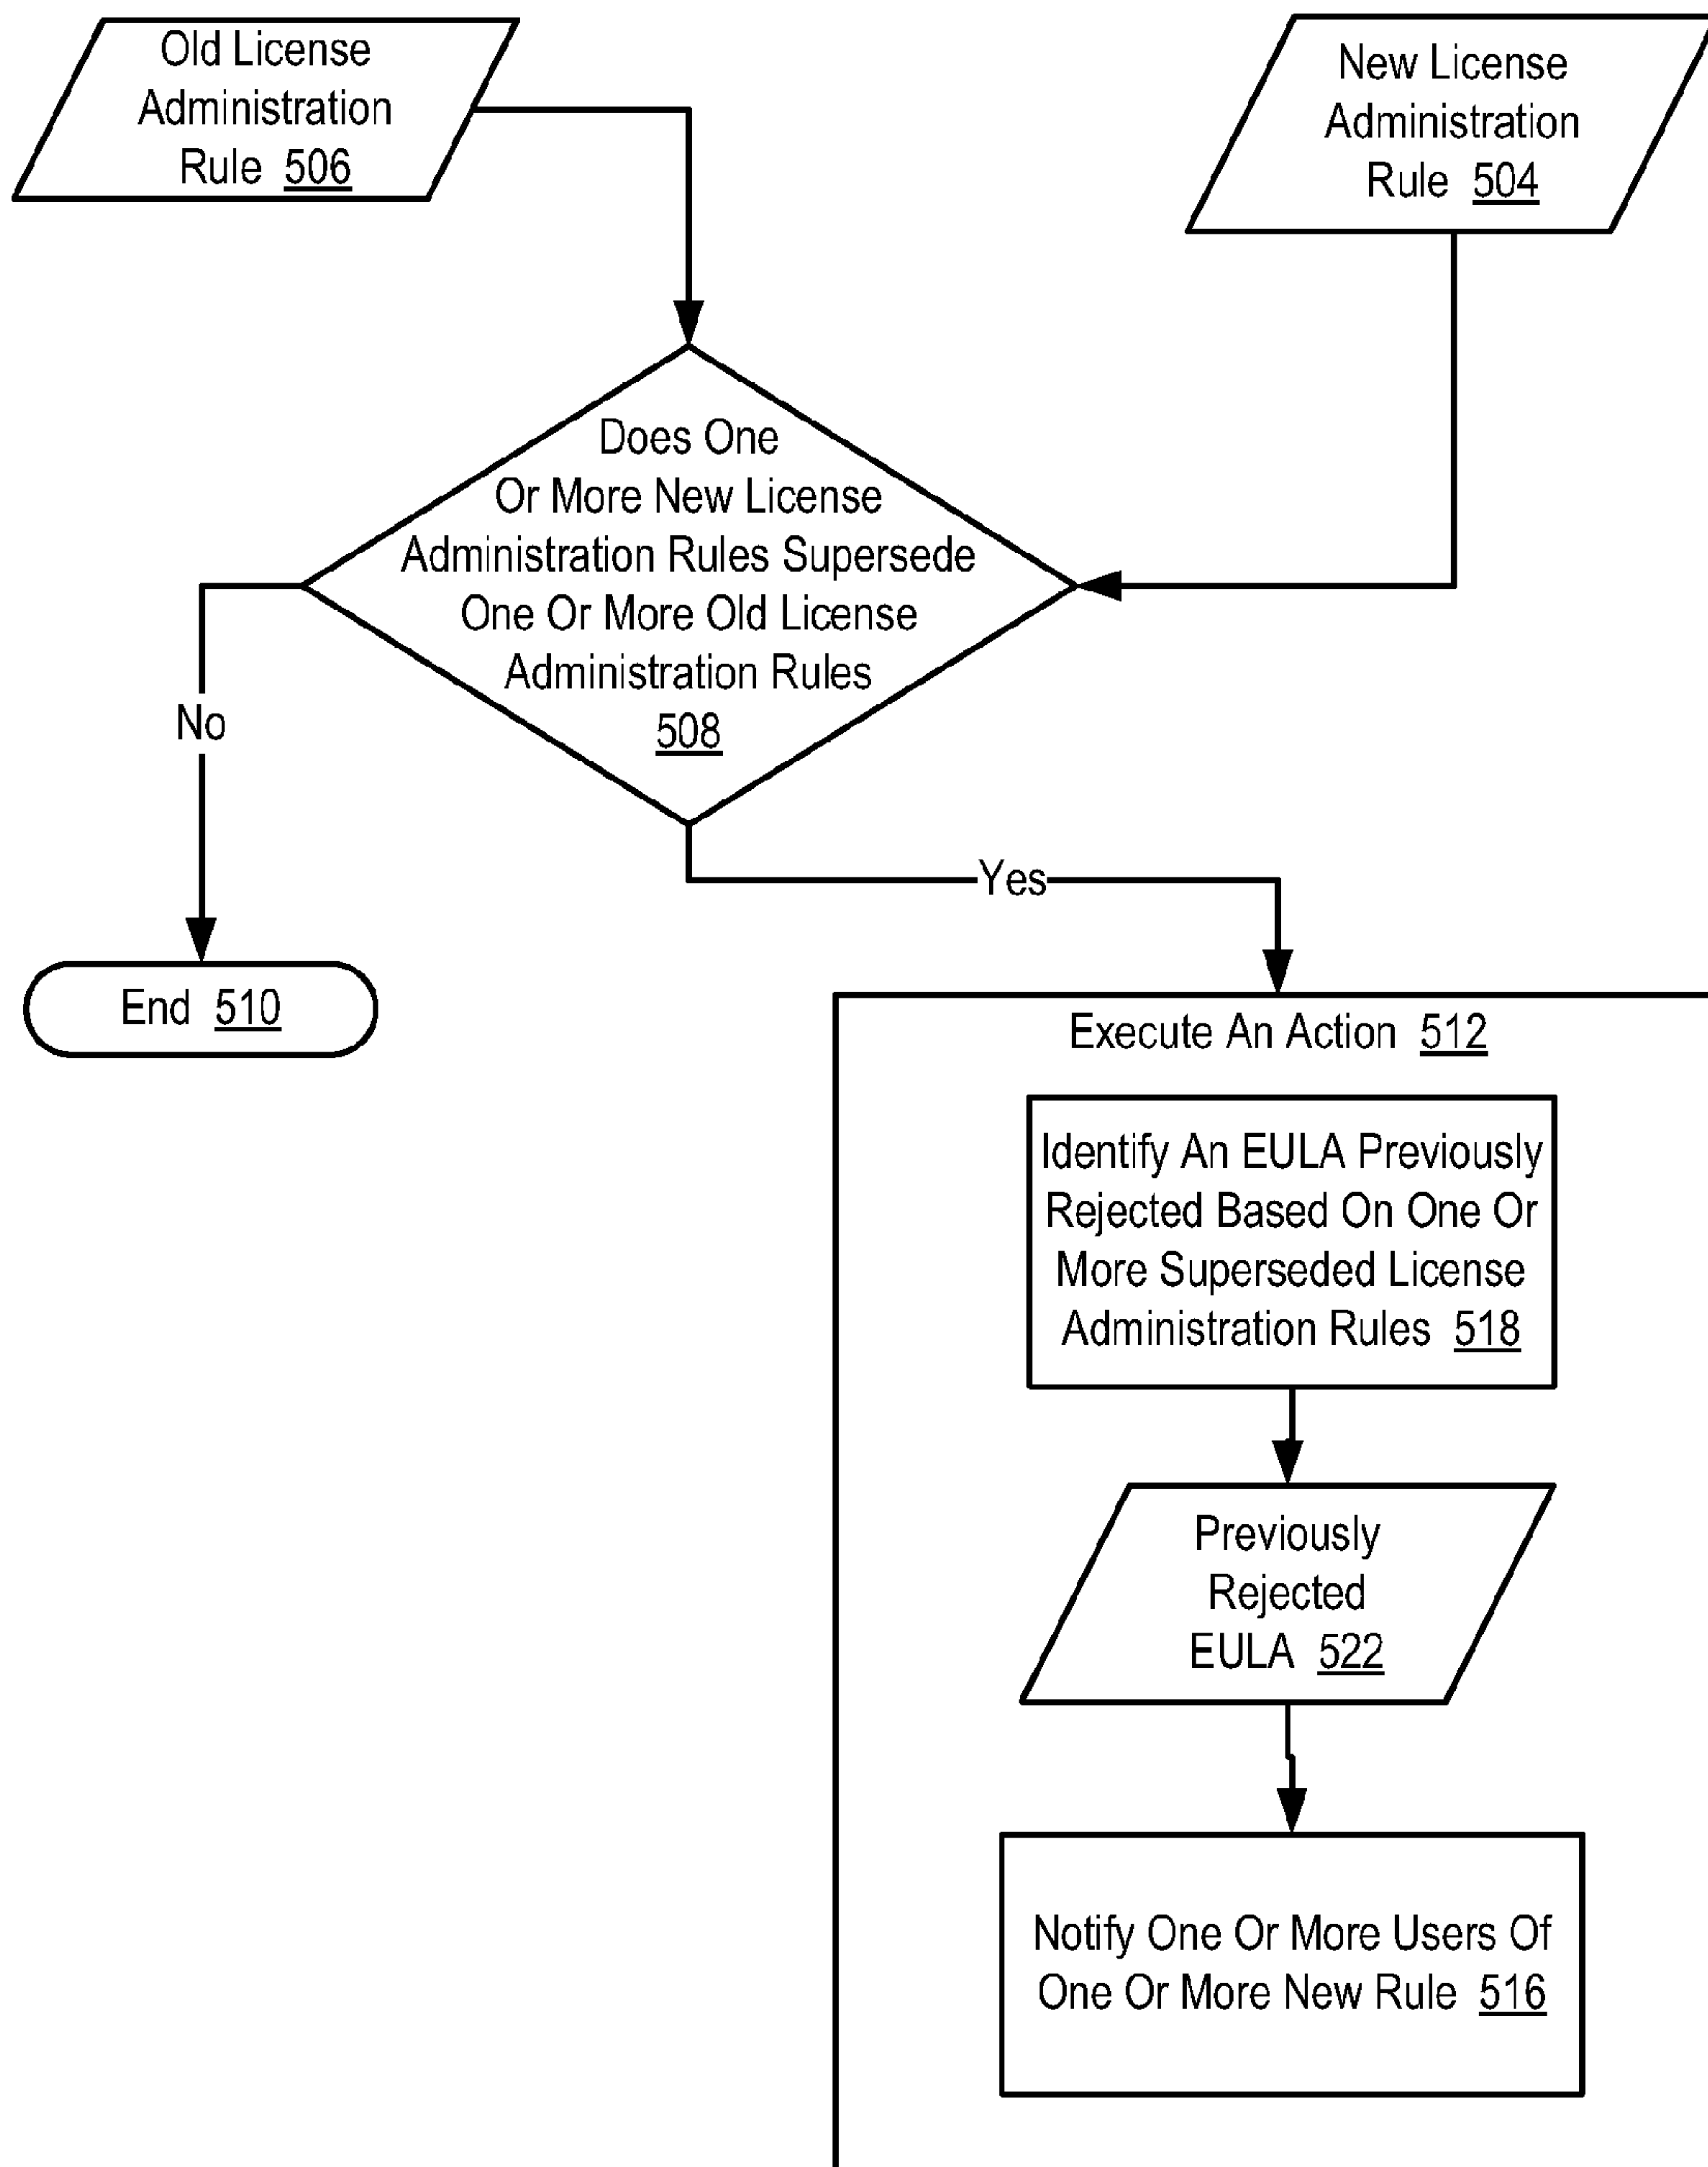 Old License
Administration
Rule 506
New License
Administration
Rule 504
Does One
Or More New License
Administration Rules Supersede
One Or More Old License
Administration Rules
508
No
Yes
End 510
Execute An Action 512
Identify An EULA Previously
Rejected Based On One Or
More Superseded License
Administration Rules 518
Previously
Rejected
EULA 522
Notify One Or More Users Of
One Or More New Rule 516